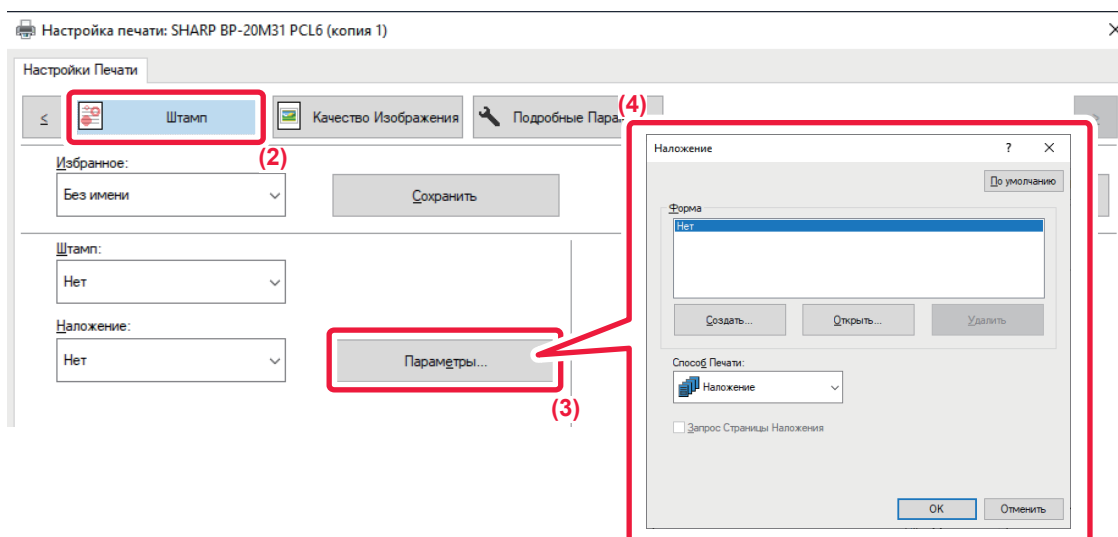 Настройка печати: SHARP BP-20M31 PCL6 (копия 1)
Настройки Печати
≤ Штамп Качество Изображения Подробные
(2)
(4)
Избранное:
Без имени Сохранить
Штамп:
Нет
Наложение:
Нет Параметры...
(3)
Наложение ?
По умолчанию
Форма
Нет
Создать... Открыть... Удалить
Способ Печати:
Наложение
Запрос Страницы Наложения
OK Отменить